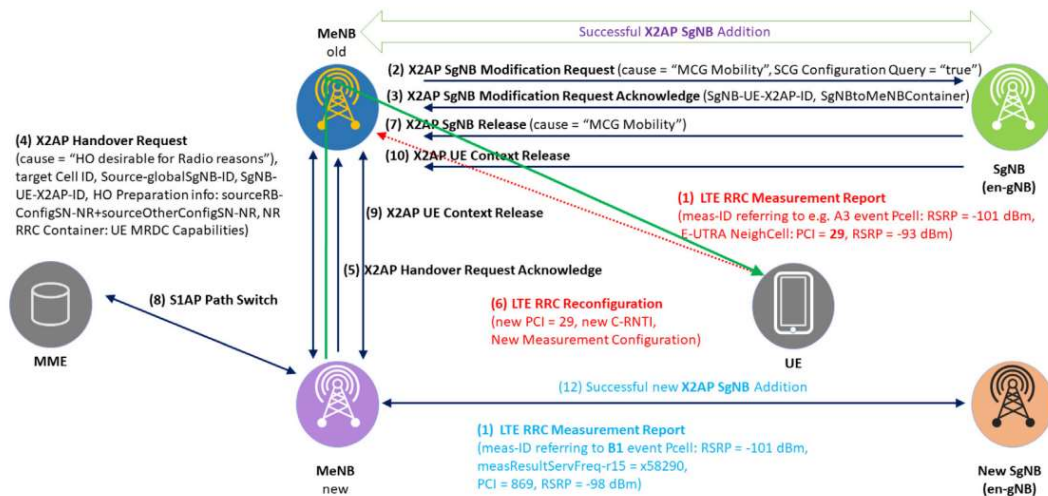 MeNB
old
Successful X2AP SgNB Addition
(2) X2AP SgNB Modification Request (cause = “MCG Mobility”, SCG Configuration Query = “true”)
(3) X2AP SgNB Modification Request Acknowledge (SgNB-UE-X2AP-ID, SgNBtoMeNBContainer)
(7) X2AP SgNB Release (cause = “MCG Mobility”)
(10) X2AP UE Context Release
SgNB
(en-gNB)
(4) X2AP Handover Request
(cause = “HO desirable for Radio reasons”),
target Cell ID, Source-globalSgNB-ID, SgNB-
UE-X2AP-ID, HO Preparation info: sourceRB-
ConfigSN-NR+sourceOtherConfigSN-NR, NR
RRC Container: UE MRDC Capabilities)
(1) LTE RRC Measurement Report
(meas-ID referring to e.g. A3 event Pcell: RSRP = -101 dBm,
E-UTRA NeighCell: PCI = 29, RSRP = -93 dBm)
(9) X2AP UE Context Release
(5) X2AP Handover Request Acknowledge
(8) S1AP Path Switch
MME
(6) LTE RRC Reconfiguration
(new PCI = 29, new C-RNTI,
New Measurement Configuration)
UE
(12) Successful new X2AP SgNB Addition
(1) LTE RRC Measurement Report
(meas-ID referring to B1 event Pcell: RSRP = -101 dBm,
measResultServFreq-r15 = x58290,
PCI = 869, RSRP = -98 dBm)
MeNB
new
New SgNB
(en-gNB)